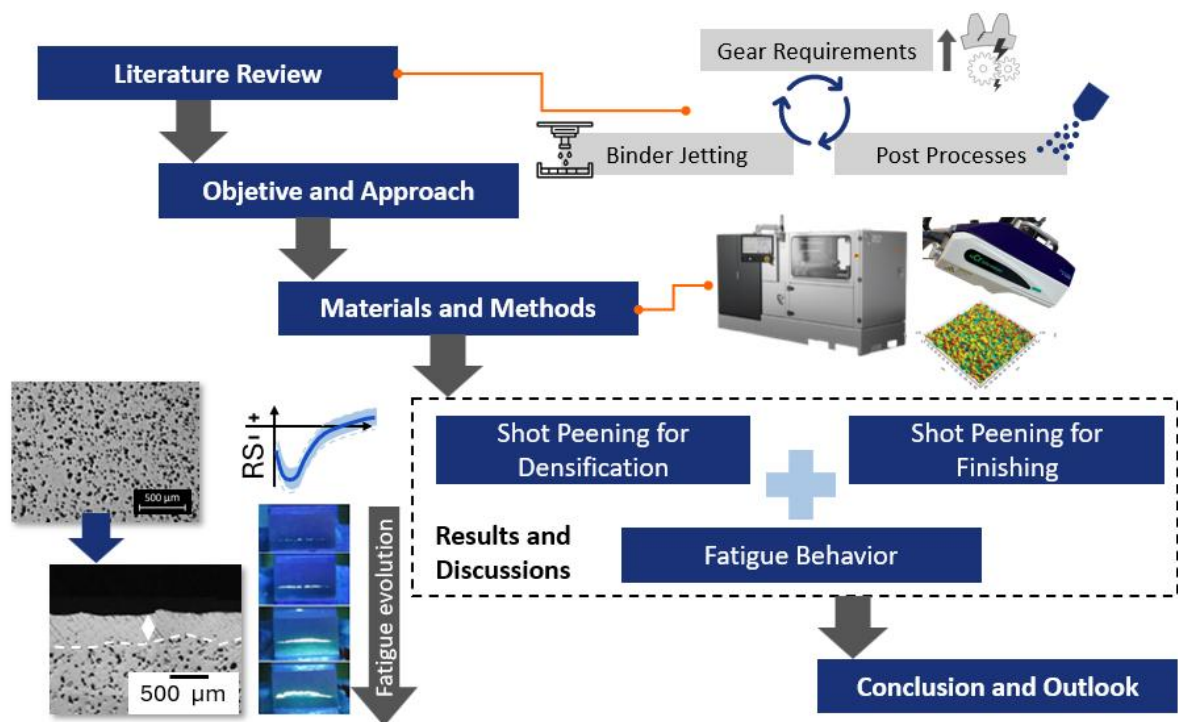 Literature Review
Gear Requirements
Binder Jetting
Post Processes
Objetive and Approach
Materials and Methods
500 µm
RS
- +
Shot Peening for
Densification
Shot Peening for
Finishing
Results and
Discussions
Fatigue Behavior
Fatigue evolution
500 µm
Conclusion and Outlook